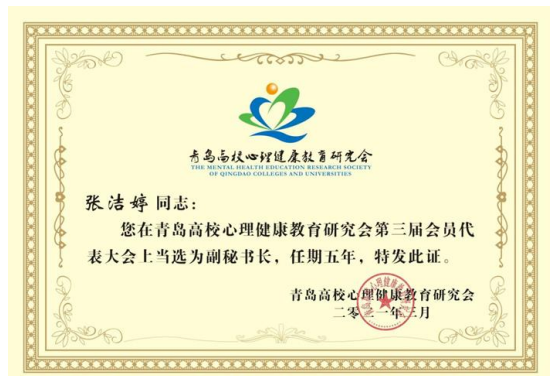 青岛高校心理健康教育研究会
THE MENTAL HEALTH EDUCATION RESEARCH SOCIETY
OF QINGDAO COLLEGES AND UNIVERSITIES
张洁婷 同志：
您在青岛高校心理健康教育研究会第三届会员代
表大会上当选为副秘书长，任期五年，特发此证。
青岛高校心理健康教育研究会
二零二一年三月